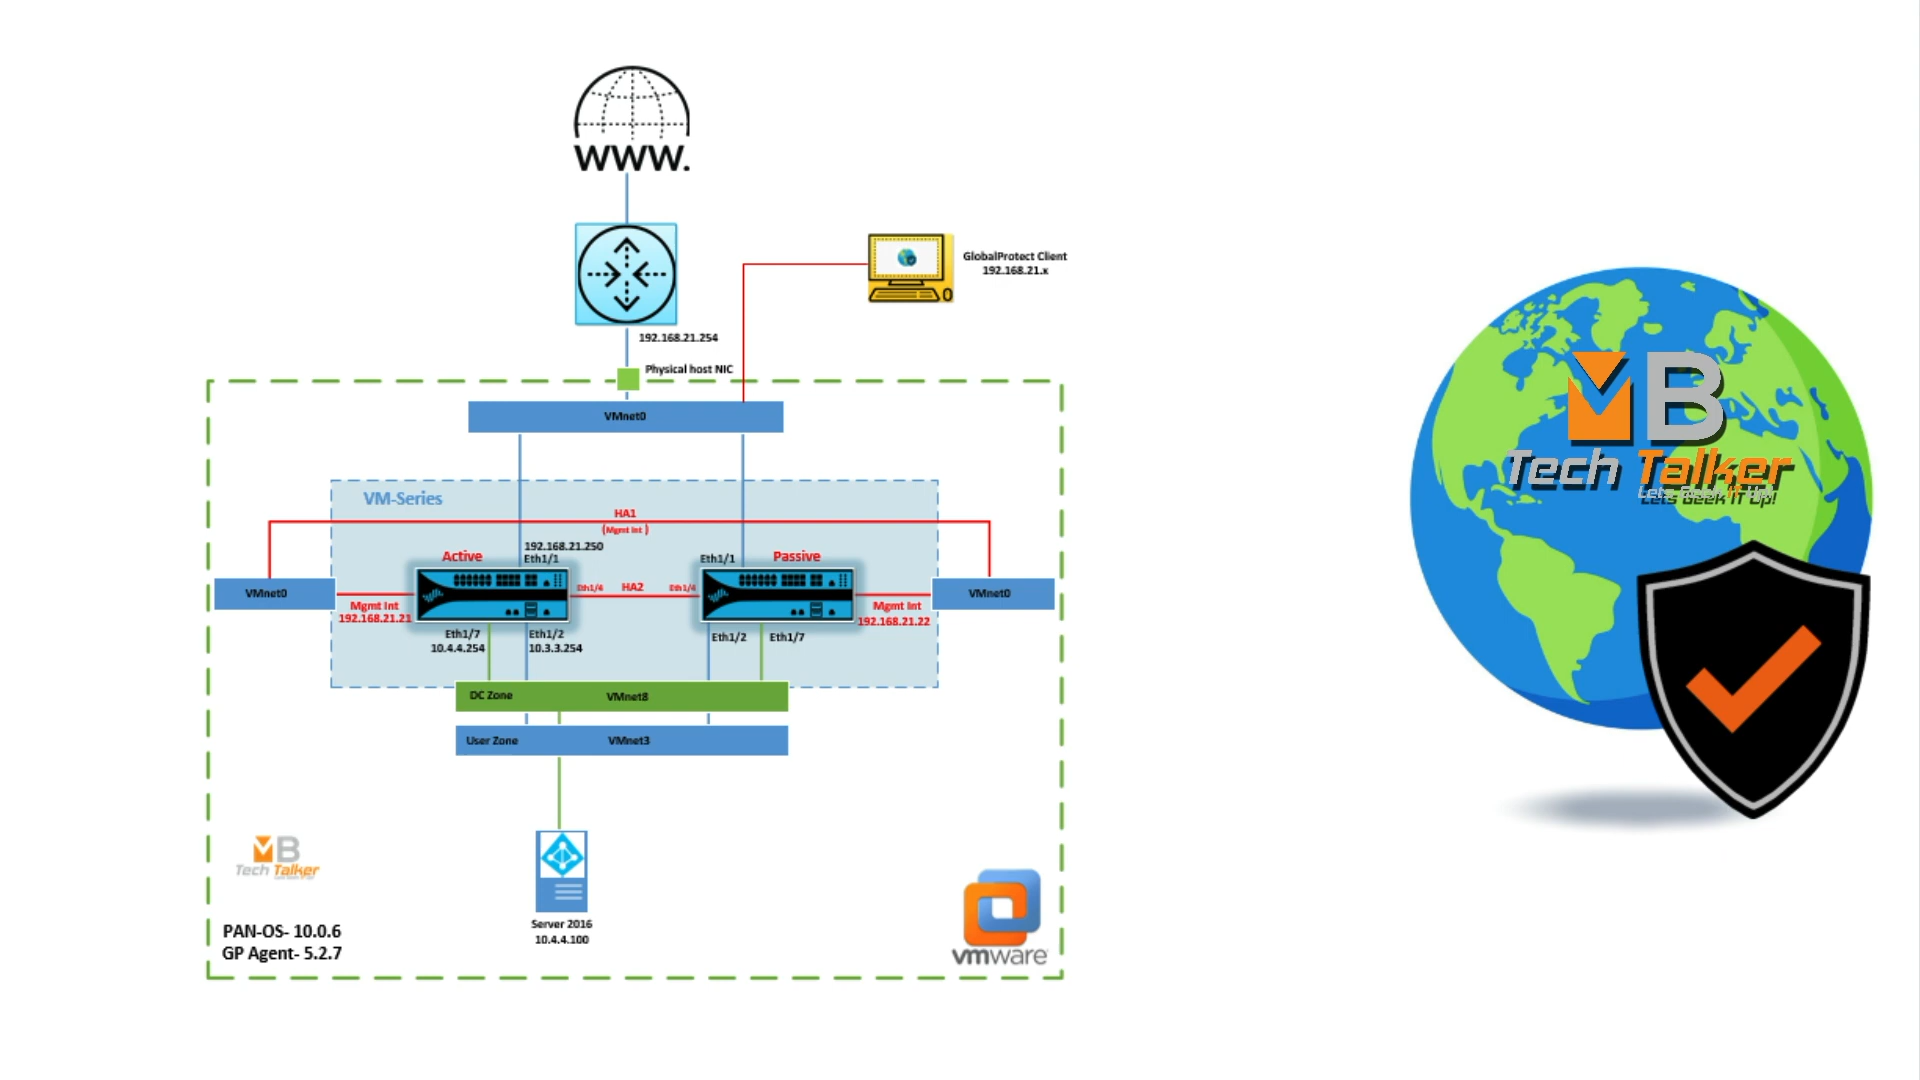 WWW.
GlobalProtect Client
192.168.21.x
192.168.21.254
Physical host NIC
VMnet0
VM-Series
HA1
(Mgmt Int )
192.168.21.250
Eth1/1
Active
Eth1/1
Passive
VMnet0
Mgmt Int
192.168.21.21
Eth1/4
HA2
Eth1/4
Mgmt Int
192.168.21.22
VMnet0
Eth1/7
10.4.4.254
Eth1/2
10.3.3.254
Eth1/2
Eth1/7
DC Zone
VMnet8
User Zone
VMnet3
Server 2016
10.4.4.100
MB
Tech Talker
PAN-OS- 10.0.6
GP Agent- 5.2.7
vmware
MB
Tech Talker
Lets Geek IT Up!